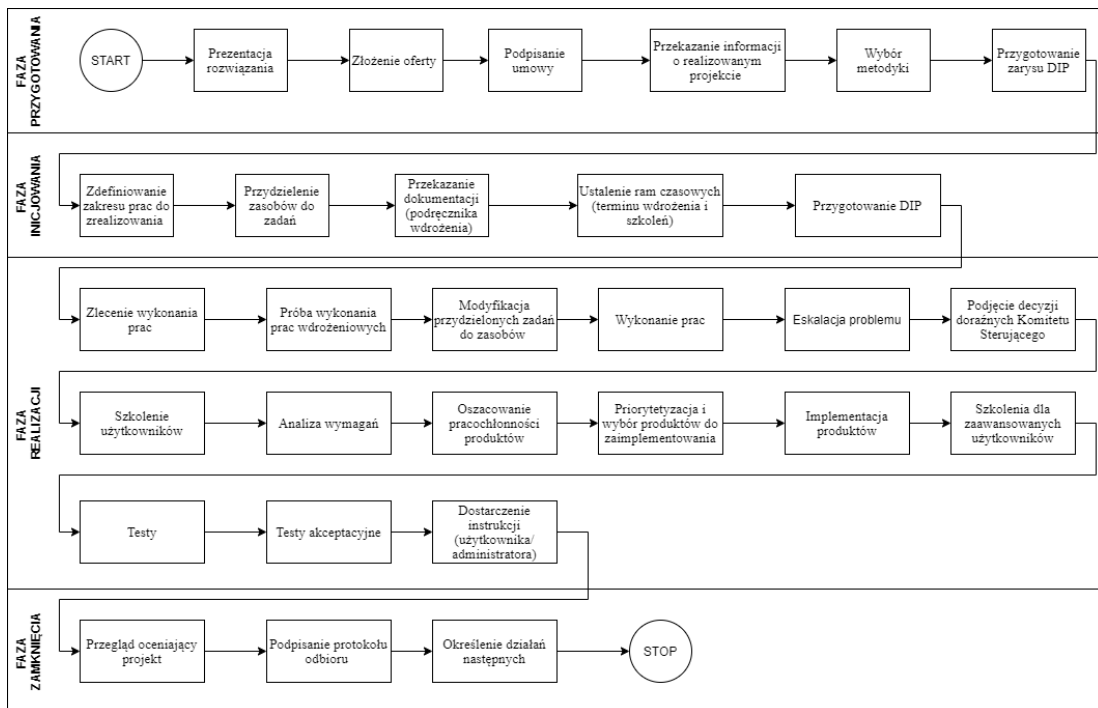 FAZA
PRZYGOTOWANIA
START
Prezentacja
rozwiązania
Złożenie oferty
Podpisanie
umowy
Przekazanie informacji
o realizowanym
projekcie
Wybór
metodyki
Przygotowanie
zarysu DIP
FAZA
INICJOWANIA
Zdefiniowanie
zakresu prac do
zrealizowania
Przydzielenie
zasobów do
zadań
Przekazanie
dokumentacji
(podręcznika
wdrożenia)
Ustalenie ram czasowych
(terminu wdrożenia i
szkoleń)
Przygotowanie DIP
FAZA
REALIZACJI
Zlecenie wykonania
prac
Próba wykonania
prac wdrożeniowych
Modyfikacja
przydzielonych zadań
do zasobów
Wykonanie prac
Eskalacja problemu
Podjęcie decyzji
doraźnych Komitetu
Sterującego
Szkolenie
użytkowników
Analiza wymagań
Oszacowanie
pracochłonności
produktów
Priorytetyzacja i
wybór produktów do
zaimplementowania
Implementacja
produktów
Szkolenia dla
zaawansowanych
użytkowników
Testy
Testy akceptacyjne
Dostarczenie
instrukcji
(użytkownika/
administratora)
FAZA
ZAMKNIĘCIA
Przegląd oceniający
projekt
Podpisanie protokołu
odbioru
Określenie działań
następnych
STOP